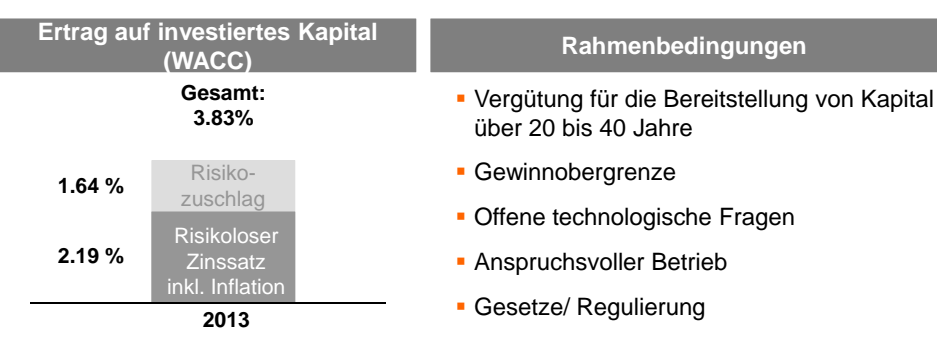 Ertrag auf investiertes Kapital
(WACC)
Gesamt:
3.83%
1.64 %
Risiko-
zuschlag
2.19 %
Risikoloser
Zinssatz
inkl. Inflation
2013
Rahmenbedingungen
Vergütung für die Bereitstellung von Kapital
über 20 bis 40 Jahre
Gewinnobergrenze
Offene technologische Fragen
Anspruchsvoller Betrieb
Gesetze/ Regulierung